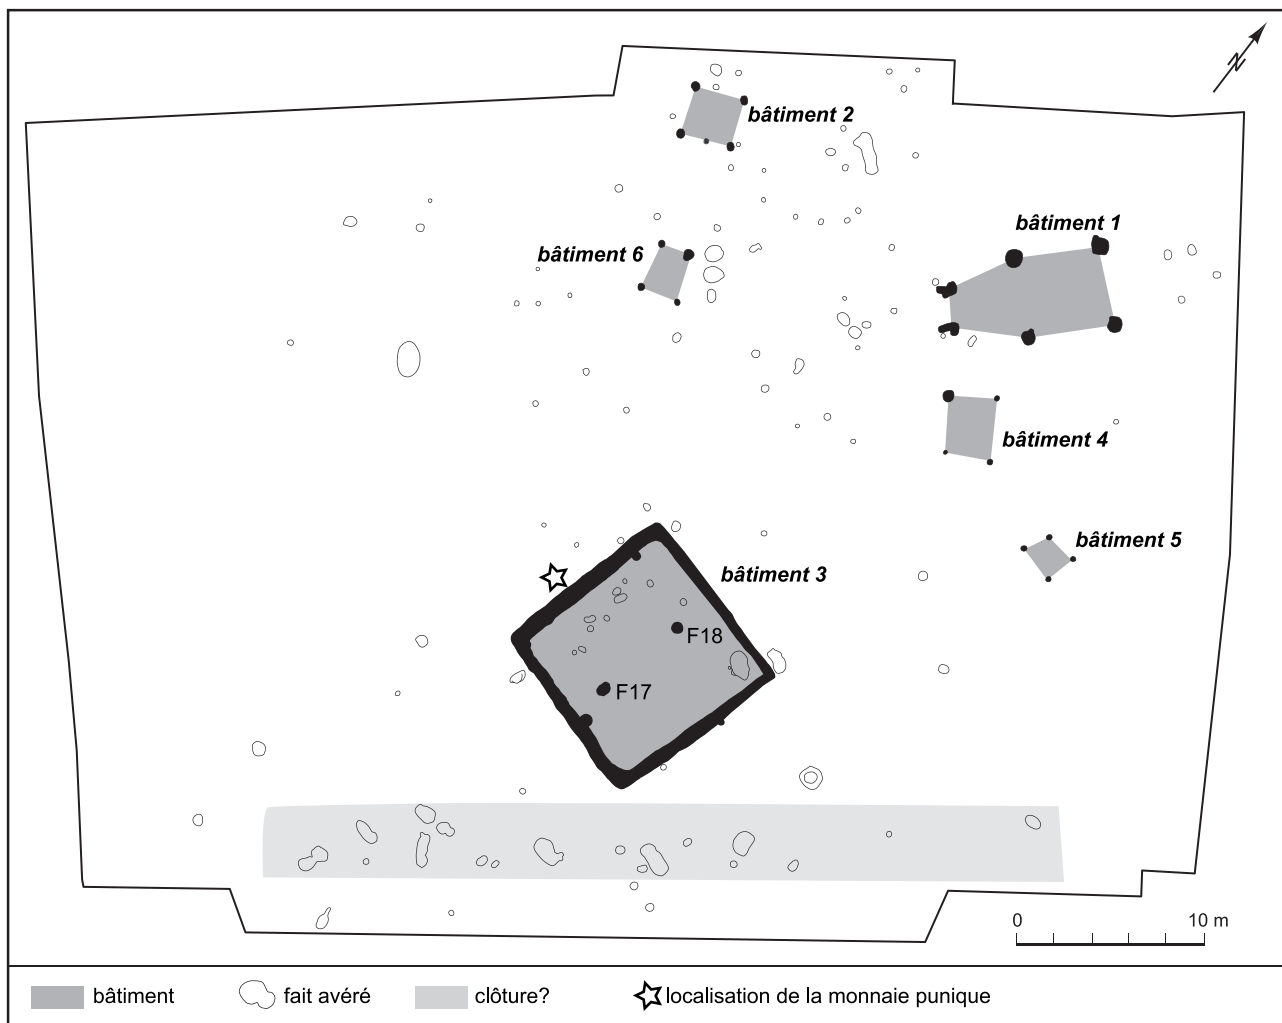 N
bâtiment 2
bâtiment 1
bâtiment 6
bâtiment 4
bâtiment 5
bâtiment 3
F18
F17
0 10 m
bâtiment
fait avéré
clôture?
localisation de la monnaie punique